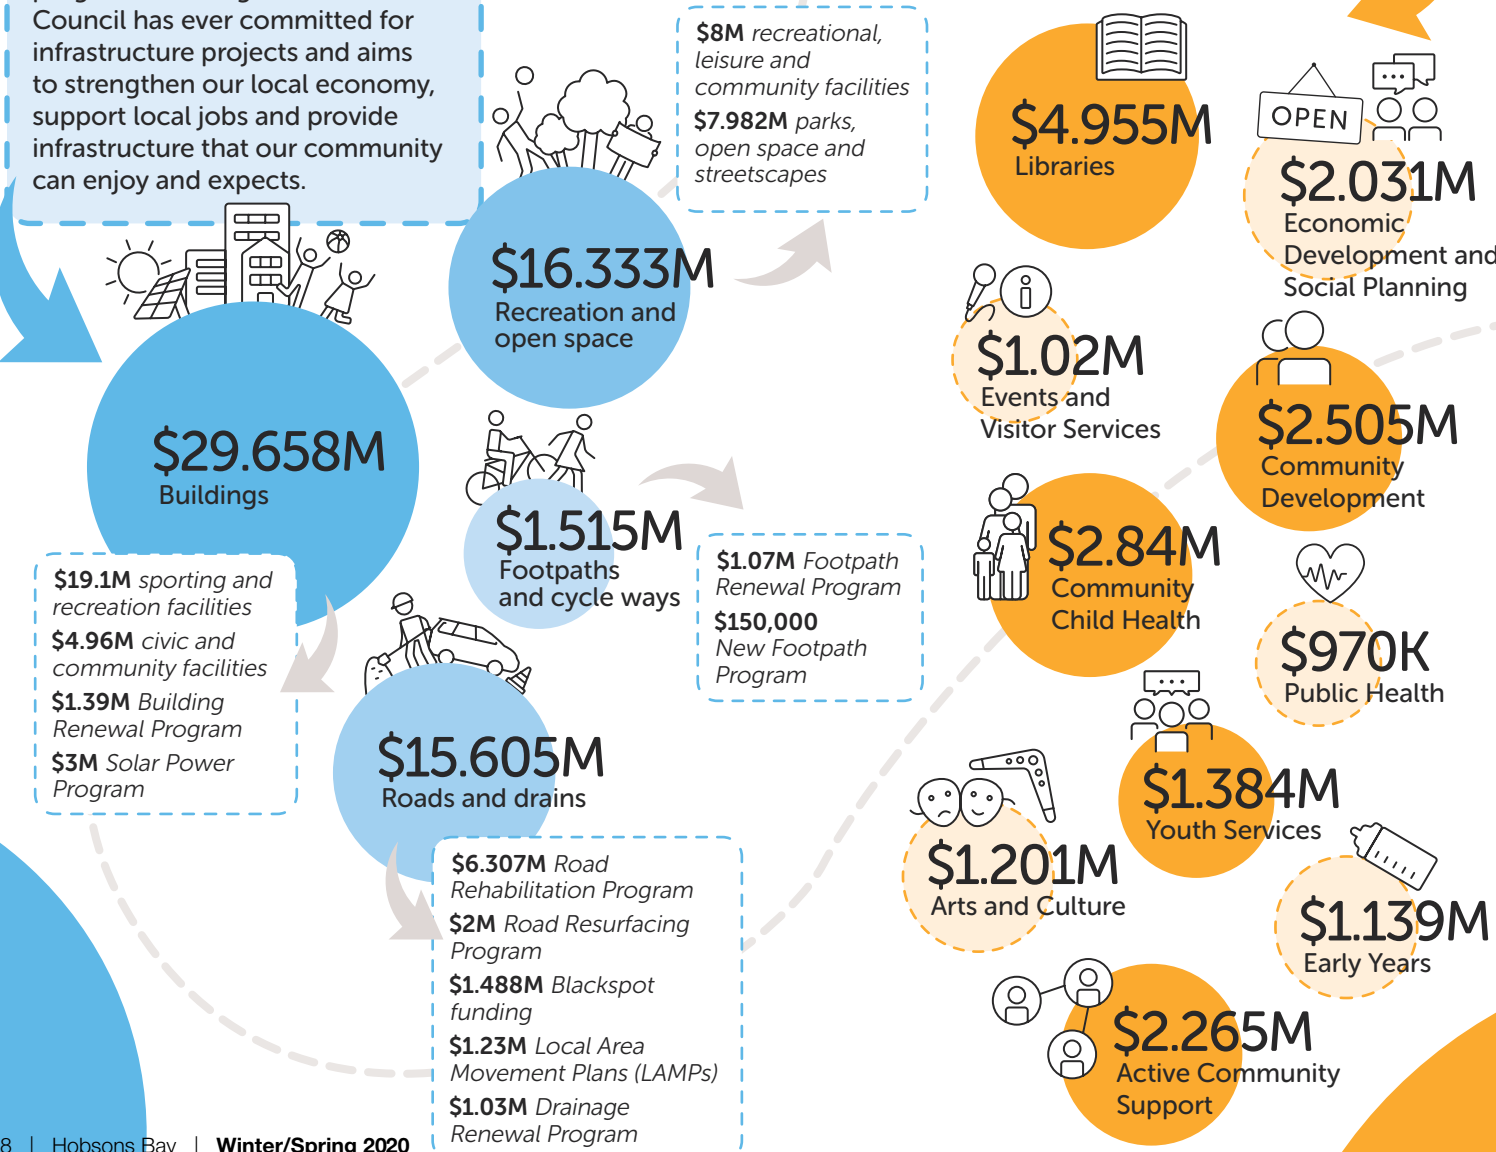 Council has ever committed for
infrastructure projects and aims
to strengthen our local economy,
support local jobs and provide
infrastructure that our community
can enjoy and expects.
$8M recreational,
leisure and
community facilities
$7.982M parks,
open space and
streetscapes
$16.333M
Recreation and
open space
$29.658M
Buildings
$19.1M sporting and
recreation facilities
$4.96M civic and
community facilities
$1.39M Building
Renewal Program
$3M Solar Power
Program
$1.515M
Footpaths
and cycle ways
$1.07M Footpath
Renewal Program
$150,000
New Footpath
Program
$15.605M
Roads and drains
$6.307M Road
Rehabilitation Program
$2M Road Resurfacing
Program
$1.488M Blackspot
funding
$1.23M Local Area
Movement Plans (LAMPs)
$1.03M Drainage
Renewal Program
$4.955M
Libraries
OPEN
$2.031M
Economic
Development and
Social Planning
i
$1.02M
Events and
Visitor Services
$2.505M
Community
Development
$2.84M
Community
Child Health
$970K
Public Health
$1.384M
Youth Services
$1.201M
Arts and Culture
$1.139M
Early Years
$2.265M
Active Community
Support
8 | Hobsons Bay | Winter/Spring 2020